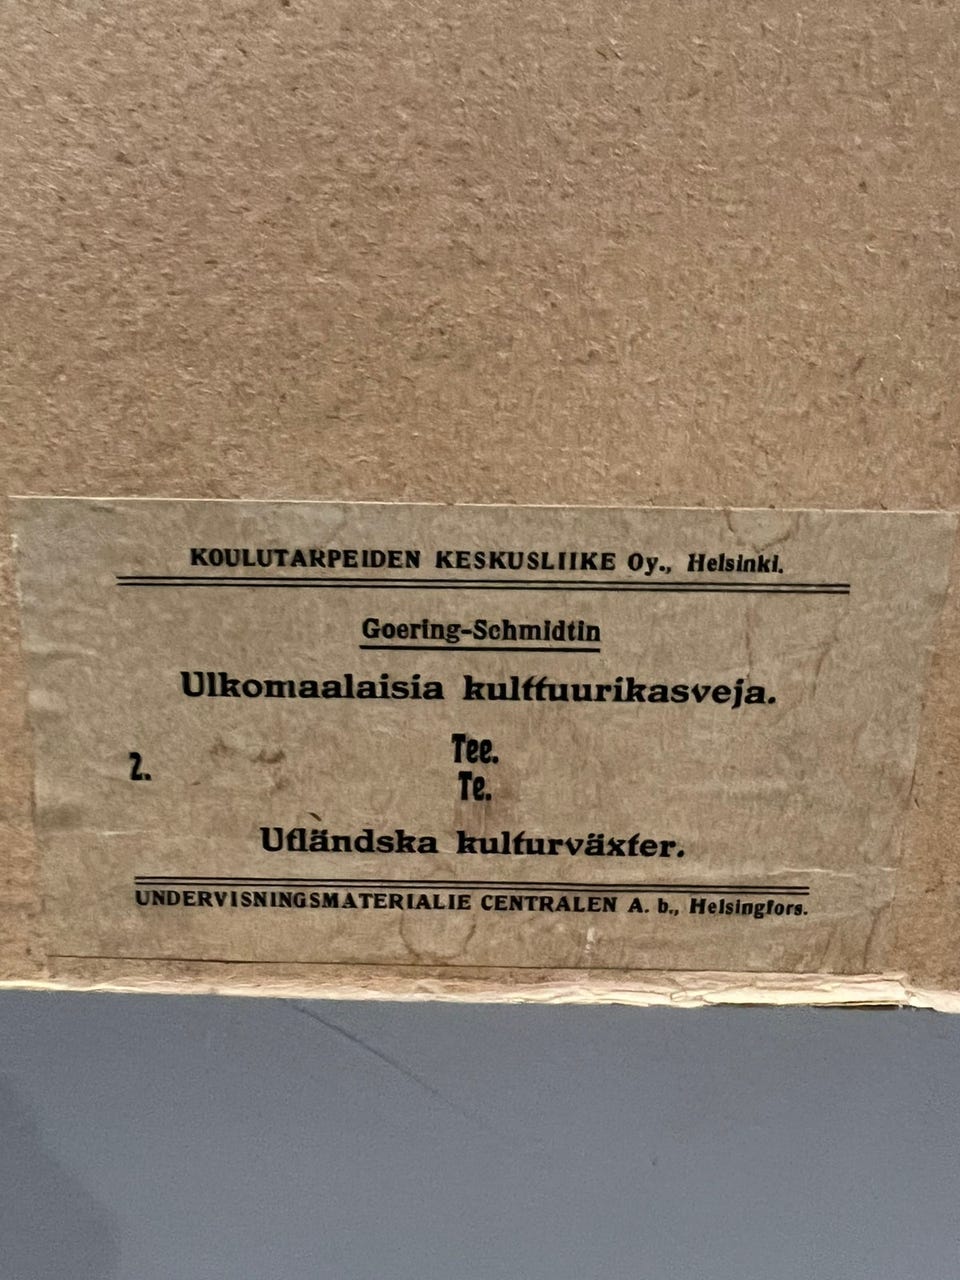 KOULUTARPEIDEN KESKUSLIIKE Oy., Helsinki.
Goering-Schmidtin
Ulkomaalaisia kulttuurikasveja.
2.
Tee.
Te.
Utländska kulturväxter.
UNDERVISNINGSMATERIALIE CENTRALEN A. b., Helsingfors.